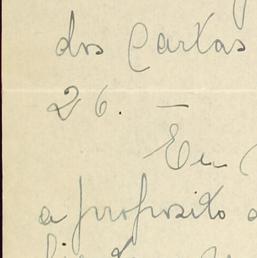 dos Cartas
26. —
Eu
a proposito